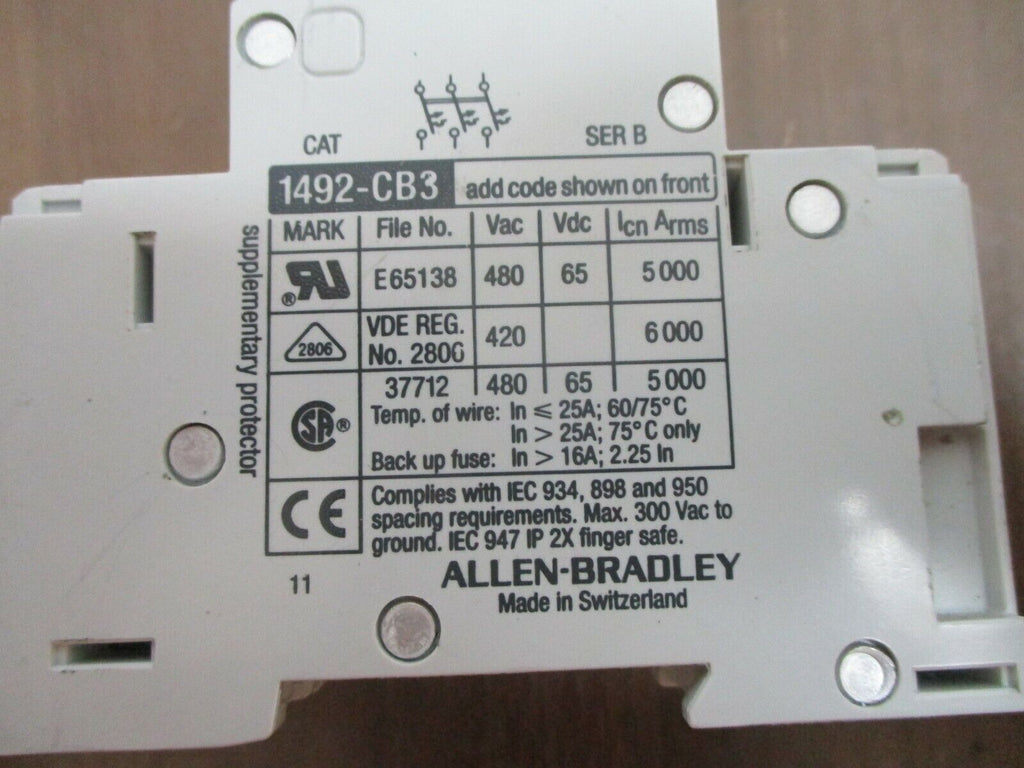 CAT
SER B
1492-CB3 add code shown on front
MARK File No. Vac Vdc Icn Arms
®RU E65138 480 65 5000
2806 VDE REG. No. 2806 420 6000
37712 480 65 5000
SA® Temp. of wire: In ≤ 25A; 60/75°C
In > 25A; 75°C only
Back up fuse: In > 16A; 2.25 In
CE Complies with IEC 934, 898 and 950
spacing requirements. Max. 300 Vac to
ground. IEC 947 IP 2X finger safe.
supplementary protector
11
ALLEN-BRADLEY
Made in Switzerland